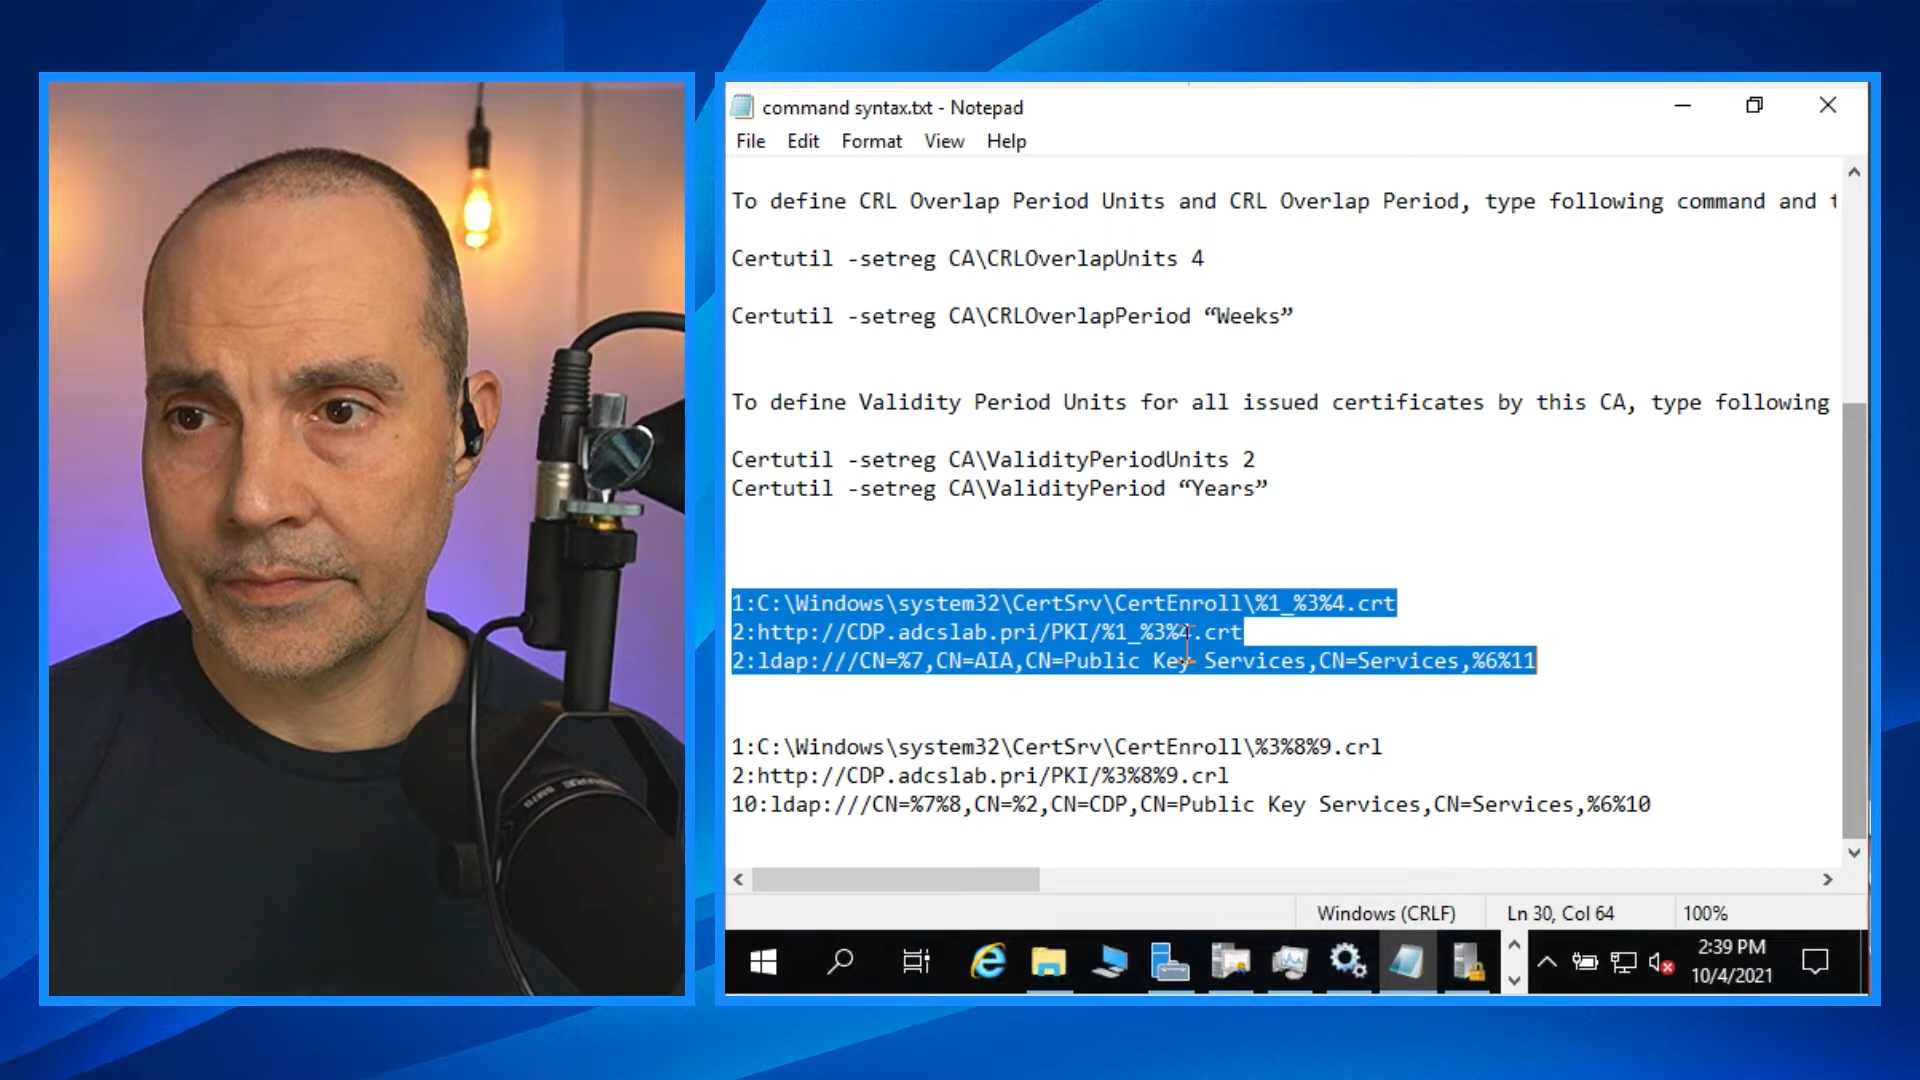 command syntax.txt - Notepad
File Edit Format View Help
To define CRL Overlap Period Units and CRL Overlap Period, type following command and t
Certutil -setreg CA\CRLOverlapUnits 4
Certutil -setreg CA\CRLOverlapPeriod “Weeks”
To define Validity Period Units for all issued certificates by this CA, type following
Certutil -setreg CA\ValidityPeriodUnits 2
Certutil -setreg CA\ValidityPeriod “Years”
1:C:\Windows\system32\CertSrv\CertEnroll\%1_%3%4.crt
2:http://CDP.adcslab.pri/PKI/%1_%3%4.crt
2:ldap:///CN=%7,CN=AIA,CN=Public Key Services,CN=Services,%6%11
1:C:\Windows\system32\CertSrv\CertEnroll\%3%8%9.crl
2:http://CDP.adcslab.pri/PKI/%3%8%9.crl
10:ldap:///CN=%7%8,CN=%2,CN=CDP,CN=Public Key Services,CN=Services,%6%10
Windows (CRLF) Ln 30, Col 64 100%
2:39 PM
10/4/2021